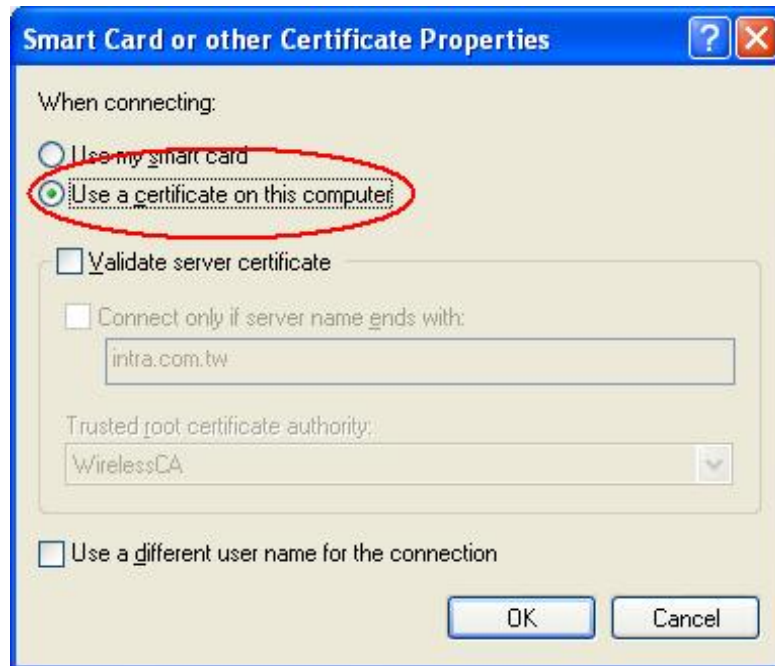 Smart Card or other Certificate Properties
When connecting:
Use my smart card
Use a certificate on this computer
Validate server certificate
Connect only if server name ends with:
intra.com.tw
Trusted root certificate authority:
WirelessCA
Use a different user name for the connection
OK Cancel